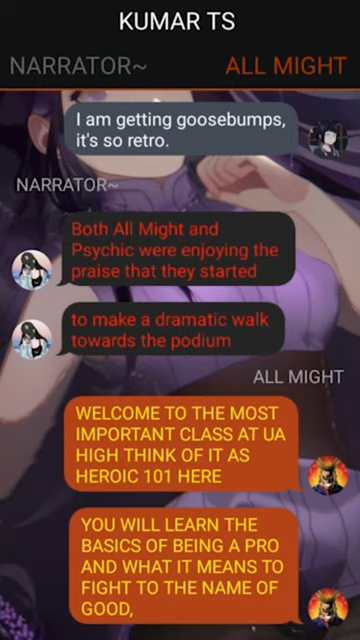 KUMAR TS
NARRATOR~
ALL MIGHT
I am getting goosebumps,
it's so retro.
NARRATOR~
Both All Might and
Psychic were enjoying the
praise that they started
to make a dramatic walk
towards the podium
ALL MIGHT
WELCOME TO THE MOST
IMPORTANT CLASS AT UA
HIGH THINK OF IT AS
HEROIC 101 HERE
YOU WILL LEARN THE
BASICS OF BEING A PRO
AND WHAT IT MEANS TO
FIGHT TO THE NAME OF
GOOD,